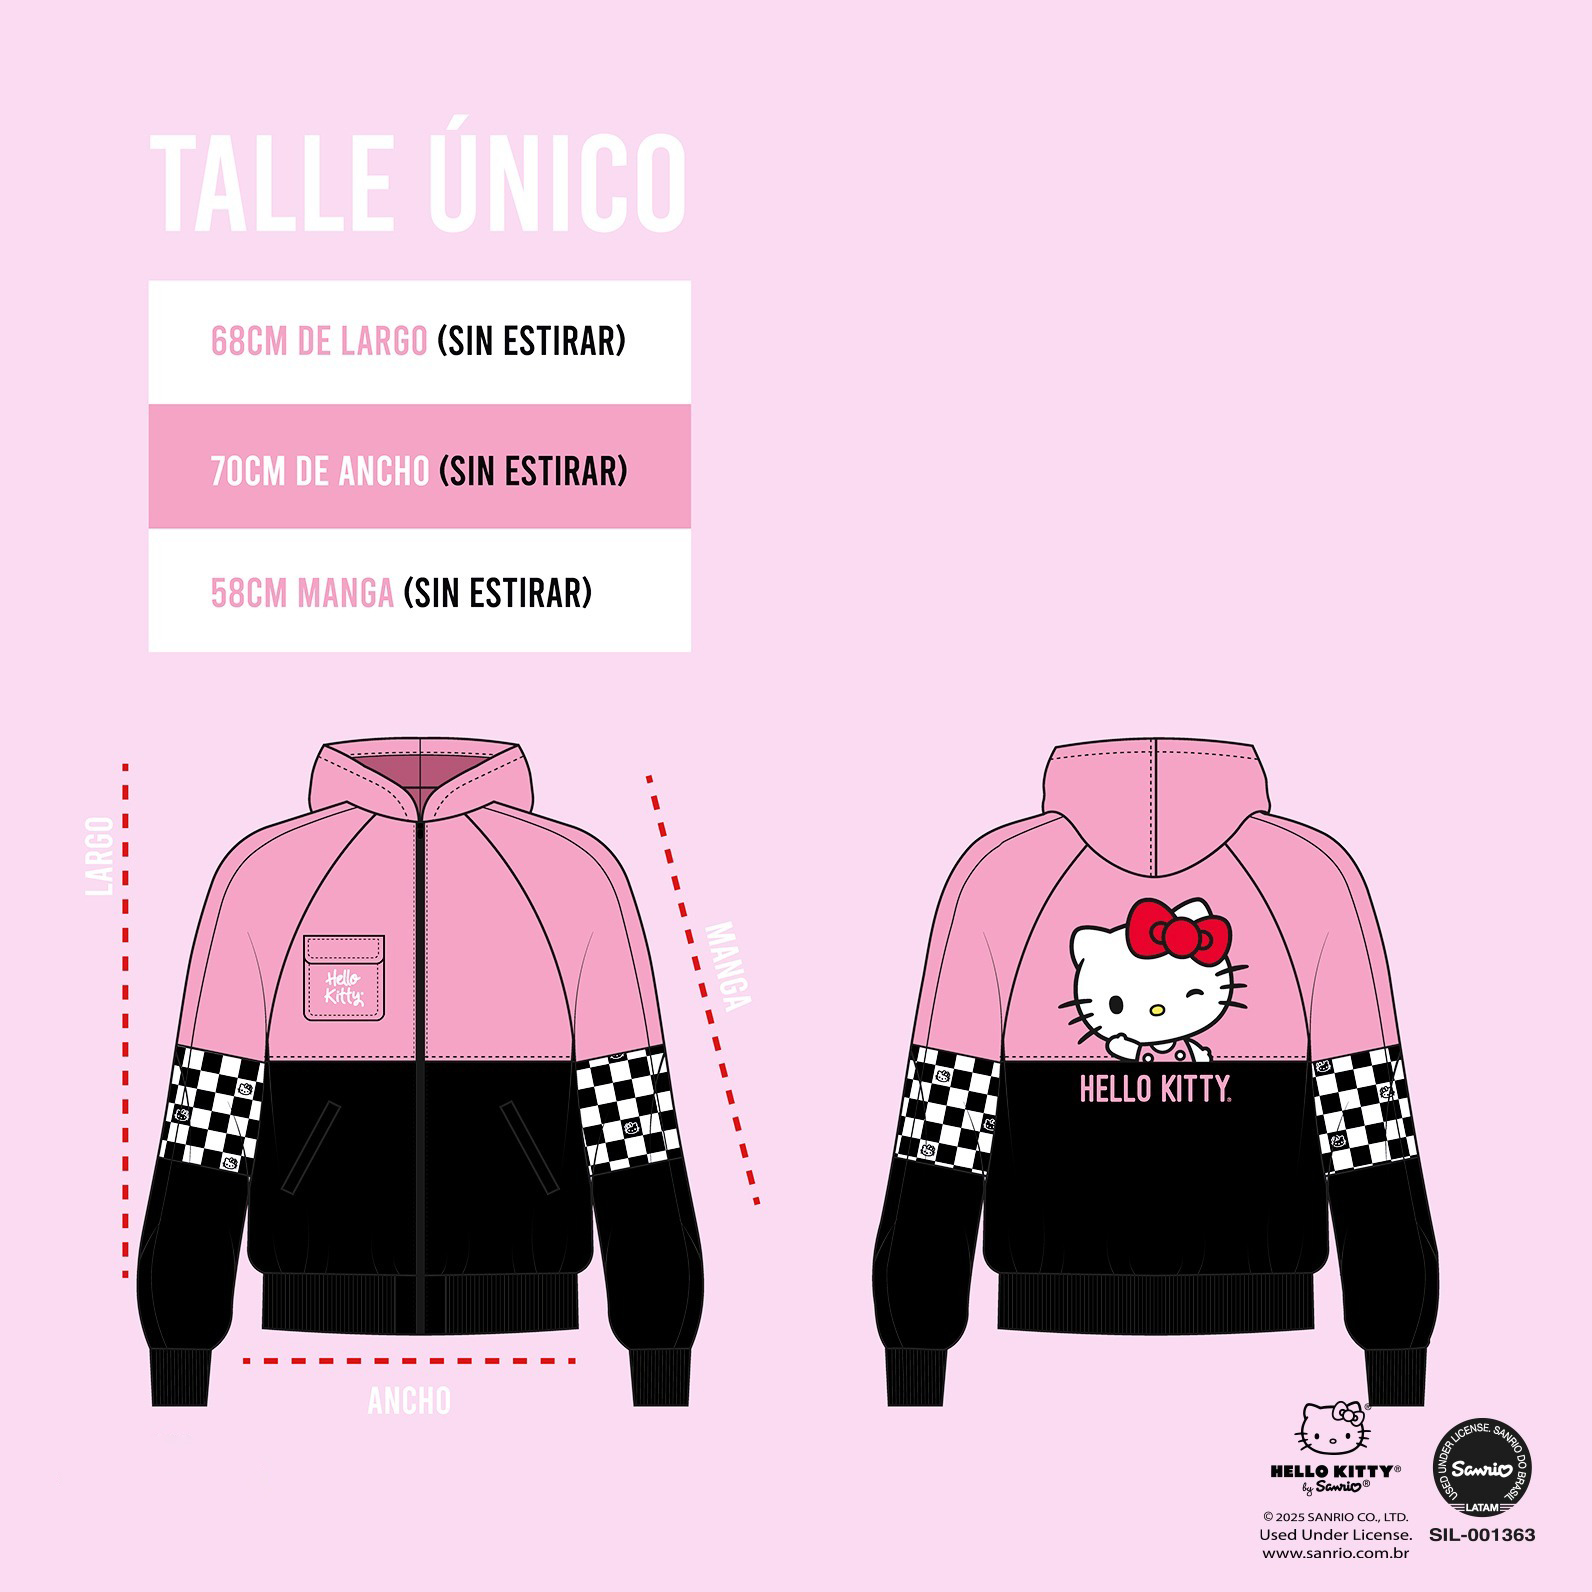 TALLE ÚNICO
68CM DE LARGO (SIN ESTIRAR)
70CM DE ANCHO (SIN ESTIRAR)
58CM MANGA (SIN ESTIRAR)
LARGO
MANGA
Hello
Kitty
HELLO KITTY®
ANCHO
HELLO KITTY®
by Sanrio®
© 2025 SANRIO CO., LTD.
Used Under License.
www.sanrio.com.br
USED UNDER LICENSE. SANRIO DO BRASIL
Sanrio
LATAM
SIL-001363